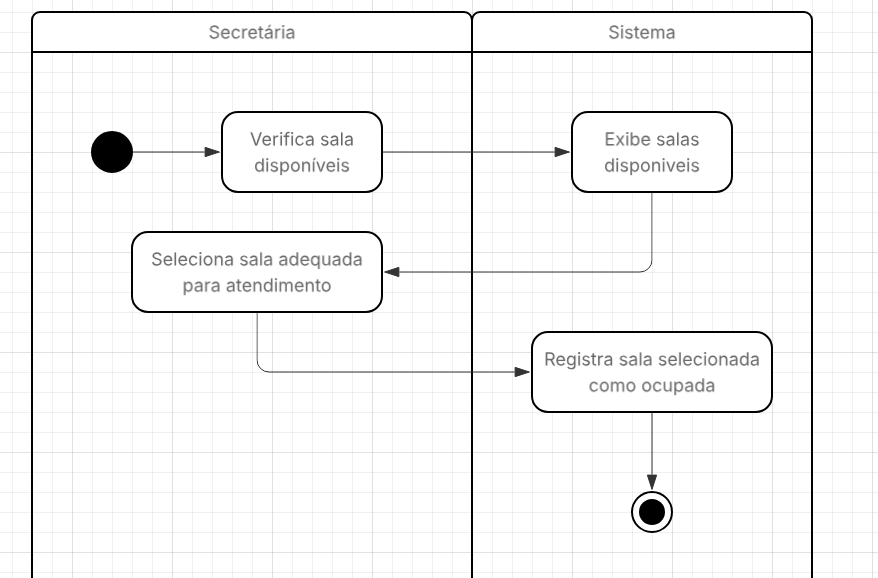 Secretária
Sistema
Verifica sala
disponíveis
Exibe salas
disponiveis
Seleciona sala adequada
para atendimento
Registra sala selecionada
como ocupada